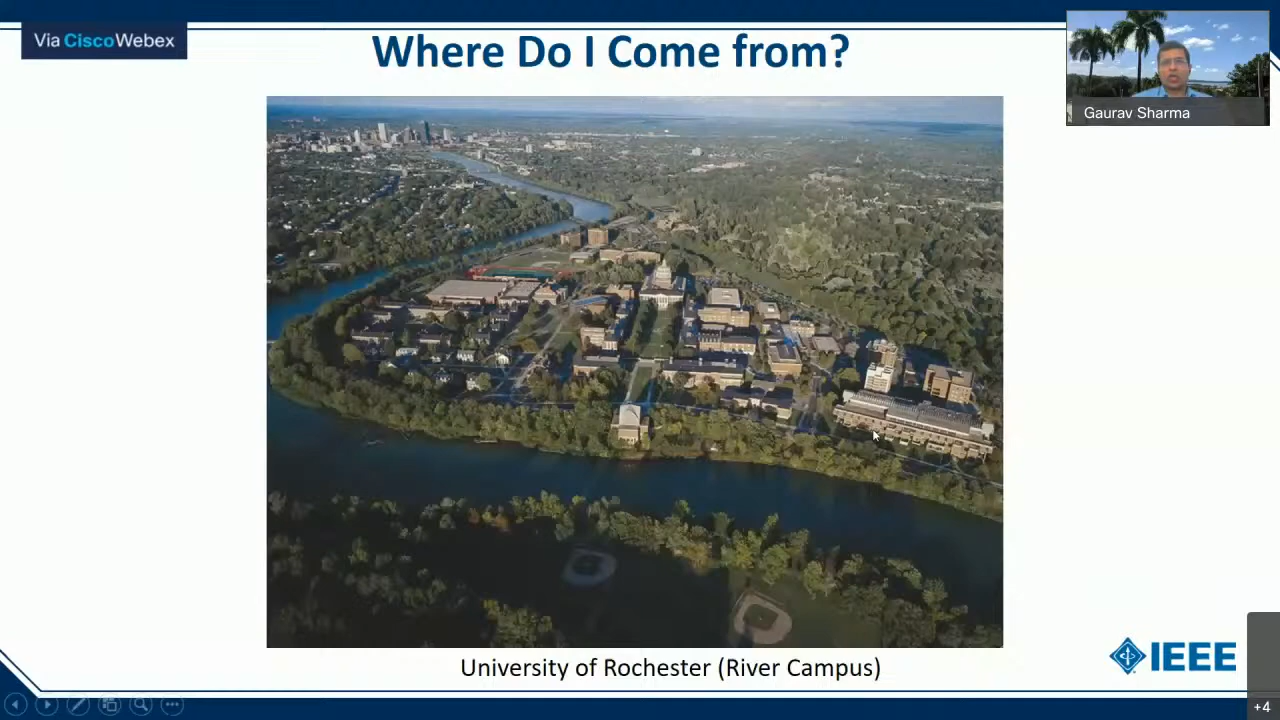 Via CiscoWebex
Where Do I Come from?
Gaurav Sharma
University of Rochester (River Campus)
IEEE
+4